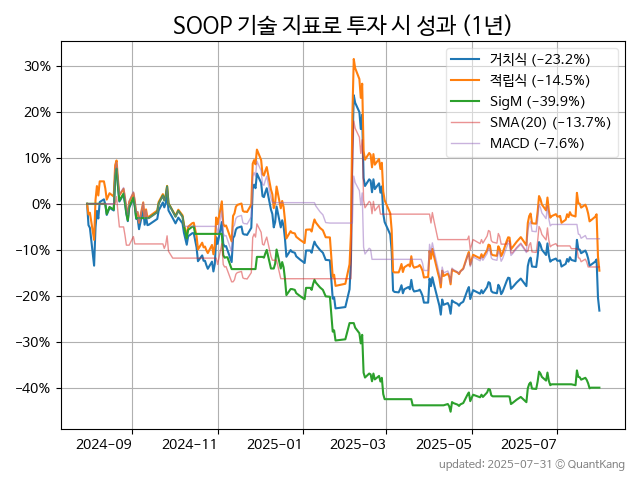 SOOP 기술 지표로 투자 시 성과 (1년)
거치식 (−23.2%)
적립식 (−14.5%)
SigM (−39.9%)
SMA(20) (−13.7%)
MACD (−7.6%)
30%
20%
10%
0%
−10%
−20%
−30%
−40%
2024-09
2024-11
2025-01
2025-03
2025-05
2025-07
updated: 2025-07-31 © QuantKang